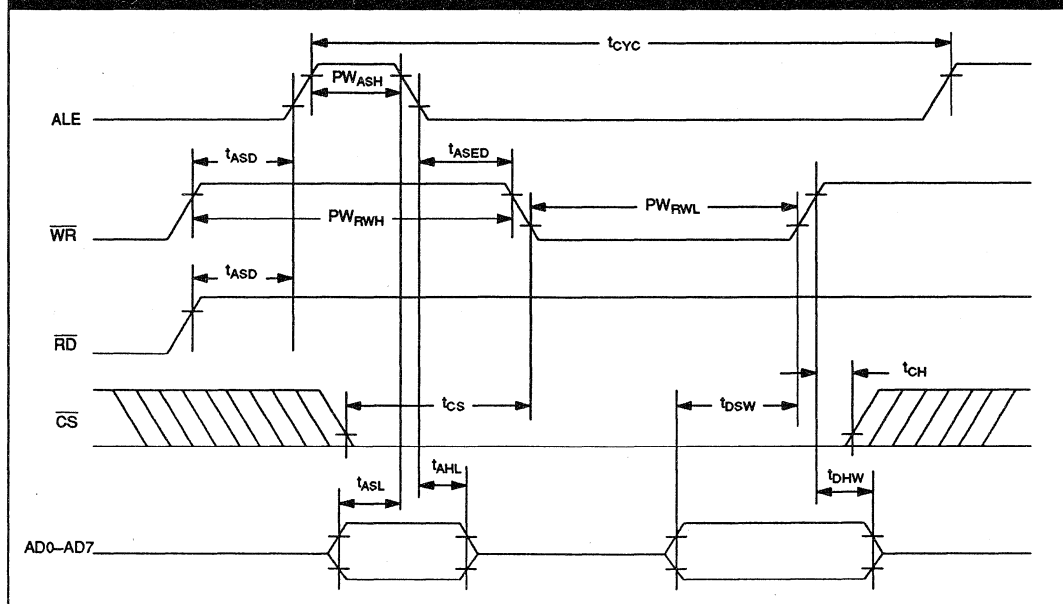 tCYC
PWASH
ALE
tASD
tASED
PWRWH
PWRWL
WR
tASD
RD
tCH
CS
tCS
tDSW
tAHL
tASL
tDHW
AD0–AD7